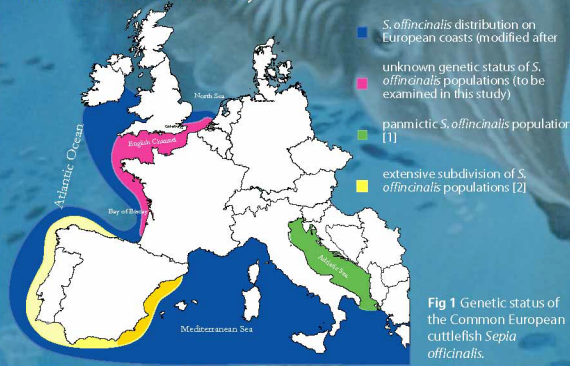 S. offincinalis distribution on
European coasts (modified after
unknown genetic status of S.
offincinalis populations (to be
examined in this study)
panmictic S. offincinalis population
[1]
extensive subdivision of S.
offincinalis populations [2]
North Sea
English Channel
Atlantic Ocean
Bay of
Adriatic Sea
Mediterranean Sea
Fig 1 Genetic status of
the Common European
cuttlefish Sepia
officinalis.